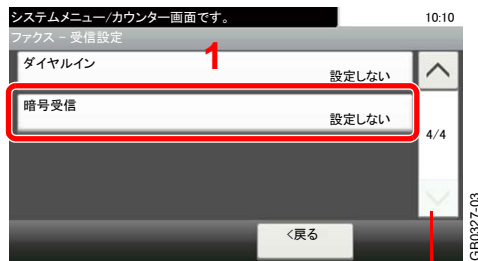 システムメニュー/カウンター画面です。
10:10
ファクス - 受信設定
1
ダイヤルイン
設定しない
暗号受信
設定しない
4/4
<戻る
GB0327-03